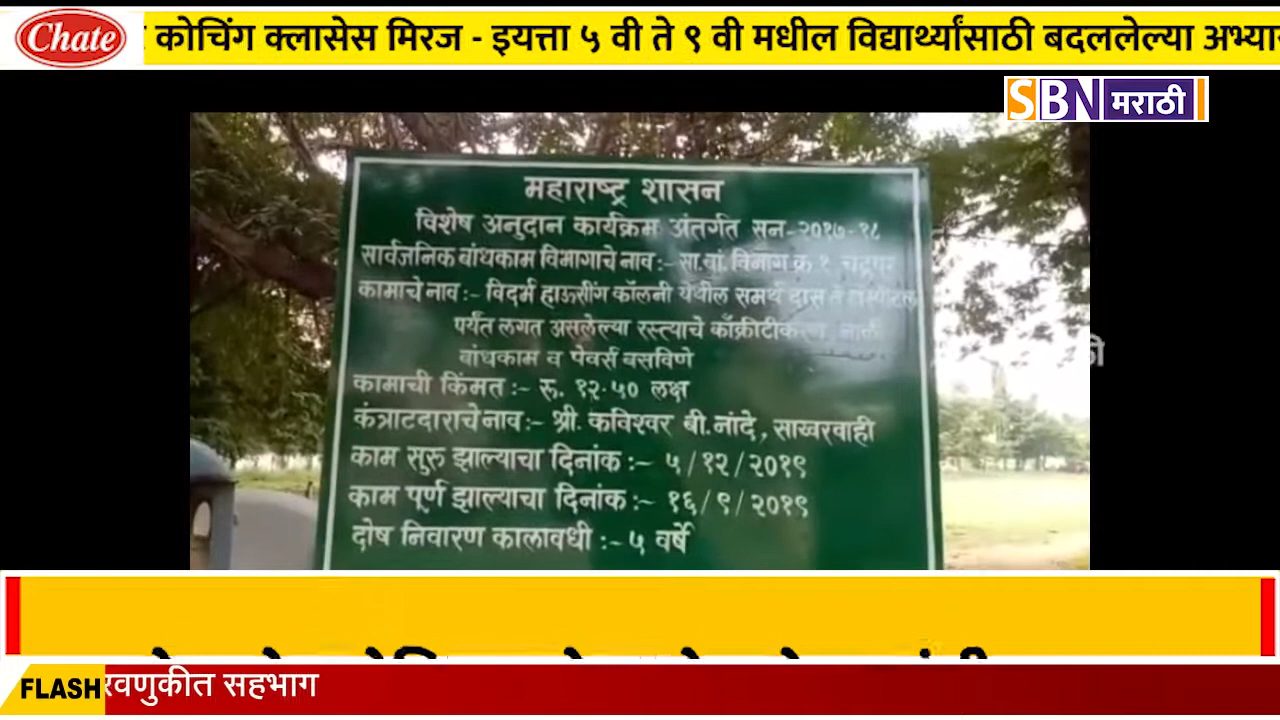 Chate
कोचिंग क्लासेस मिरज - इयत्ता ५ वी ते ९ वी मधील विद्यार्थ्यांसाठी बदललेल्या
SBN मराठी
महाराष्ट्र शासन
विशेष अनुदान कार्यक्रम अंतर्गत सन-२०१७-१८
सार्वजनिक बांधकाम विभागाचे नाव :- सा.बां. विभाग क्र १.
कामाचे नाव :- विदर्भ हाऊसींग कॉलनी येथील समर्थ दास ते
पर्यंत लगत असलेल्या रस्त्याचे काँक्रीटीकरण नाली
बांधकाम व पेवर्स बसविणे
कामाची किंमत :- रू. १२.५० लक्ष
कंत्राटदाराचे नाव :- श्री. कविश्वर बी. नांदे, साखरवाही
काम सुरु झाल्याचा दिनांक :- ५/१२/२०१९
काम पूर्ण झाल्याचा दिनांक :- १६/९/२०१९
दोष निवारण कालावधी :- ५ वर्षे
FLASH रवणुकीत सहभाग